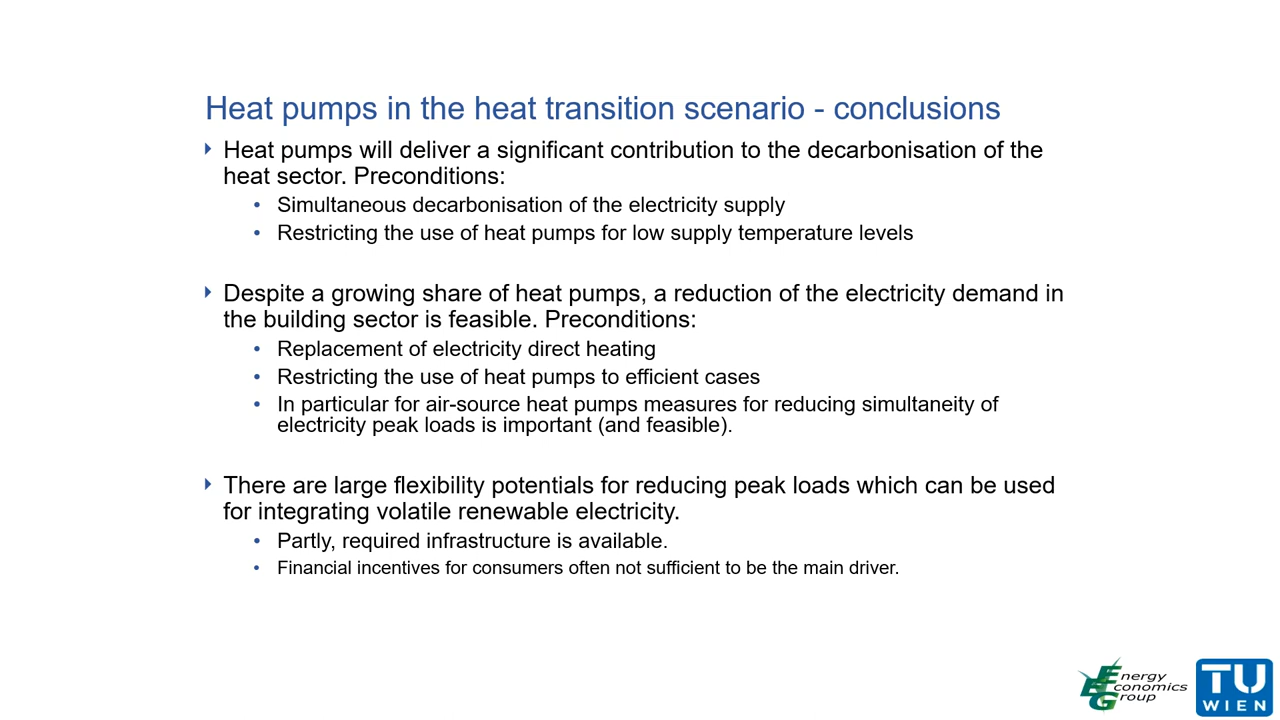 Heat pumps in the heat transition scenario - conclusions
Heat pumps will deliver a significant contribution to the decarbonisation of the
heat sector. Preconditions:
• Simultaneous decarbonisation of the electricity supply
• Restricting the use of heat pumps for low supply temperature levels
Despite a growing share of heat pumps, a reduction of the electricity demand in
the building sector is feasible. Preconditions:
• Replacement of electricity direct heating
• Restricting the use of heat pumps to efficient cases
• In particular for air-source heat pumps measures for reducing simultaneity of
electricity peak loads is important (and feasible).
There are large flexibility potentials for reducing peak loads which can be used
for integrating volatile renewable electricity.
• Partly, required infrastructure is available.
• Financial incentives for consumers often not sufficient to be the main driver.
Energy
Economics
Group
TU
WIEN